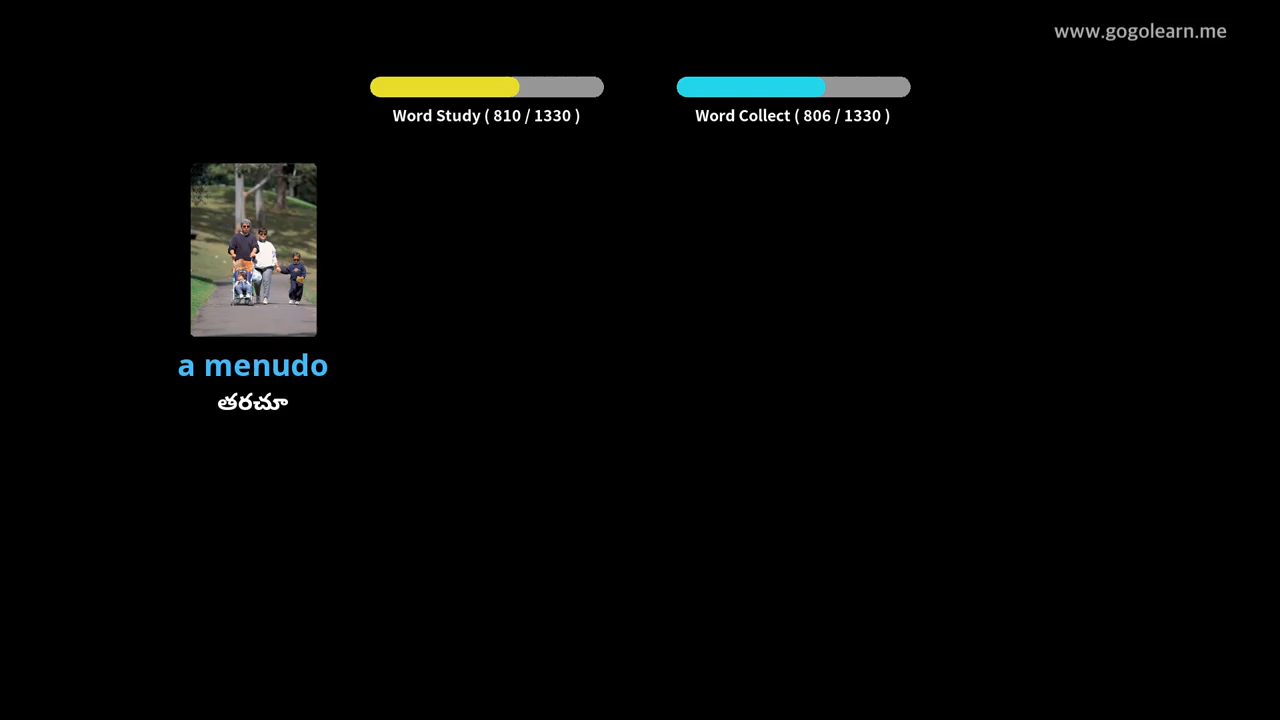 www.gogolearn.me
Word Study ( 810 / 1330 )
Word Collect ( 806 / 1330 )
a menudo
తరచూ